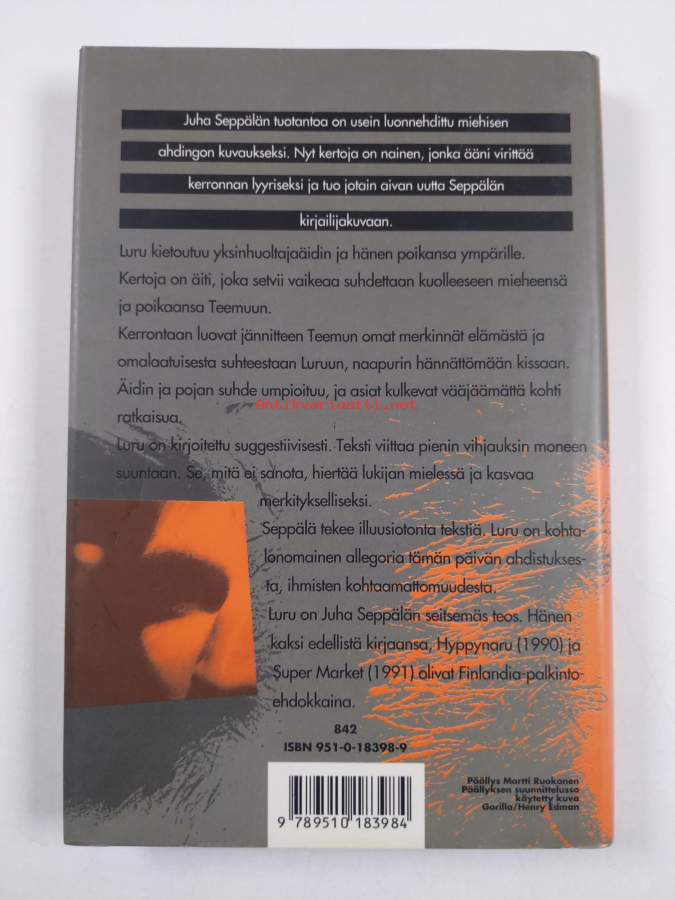 Juha Seppälän tuotantoa on usein luonnehdittu miehisen
ahdingon kuvaukseksi. Nyt kertoja on nainen, jonka ääni virittää
kerronnan lyyriseksi ja tuo jotain aivan uutta Seppälän
kirjailijakuvaan.
Luru kietoutuu yksinhuoltajaäidin ja hänen poikansa ympärille.
Kertoja on äiti, joka setvii vaikeaa suhdettaan kuolleeseen mieheensä
ja poikaansa Teemuun.
Kerrontaan luovat jännitteen Teemun omat merkinnät elämästä ja
omalaatuisesta suhteestaan Luruun, naapurin hännättömään kissaan.
Äidin ja pojan suhde umpioituu, ja asiat kulkevat vääjäämättä kohti
Antikvariaatti.net
ratkaisua.
Luru on kirjoitettu suggestiivisesti. Teksti viittaa pienin vihjauksin moneen
suuntaan. Se, mitä ei sanota, hiertää lukijan mielessä ja kasvaa
merkitykselliseksi.
Seppälä tekee illuusiotonta tekstiä. Luru on kohta-
lonomainen allegoria tämän päivän ahdistukses-
ta, ihmisten kohtaamattomuudesta.
Luru on Juha Seppälän seitsemäs teos. Hänen
kaksi edellistä kirjaansa, Hyppynaru (1990) ja
Super Market (1991) olivat Finlandia-palkinto-
ehdokkaina.
842
ISBN 951-0-18398-9
9 789510 183984
Päällys Martti Ruokonen
Päällyksen suunnittelussa
käytetty kuva
Gorilla/Henry Edman